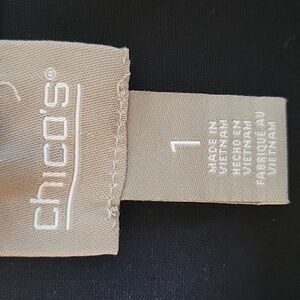 chico's®
1
MADE IN
VIETNAM
HECHO EN
VIETNAM
FABRIQUÉ AU
VIETNAM